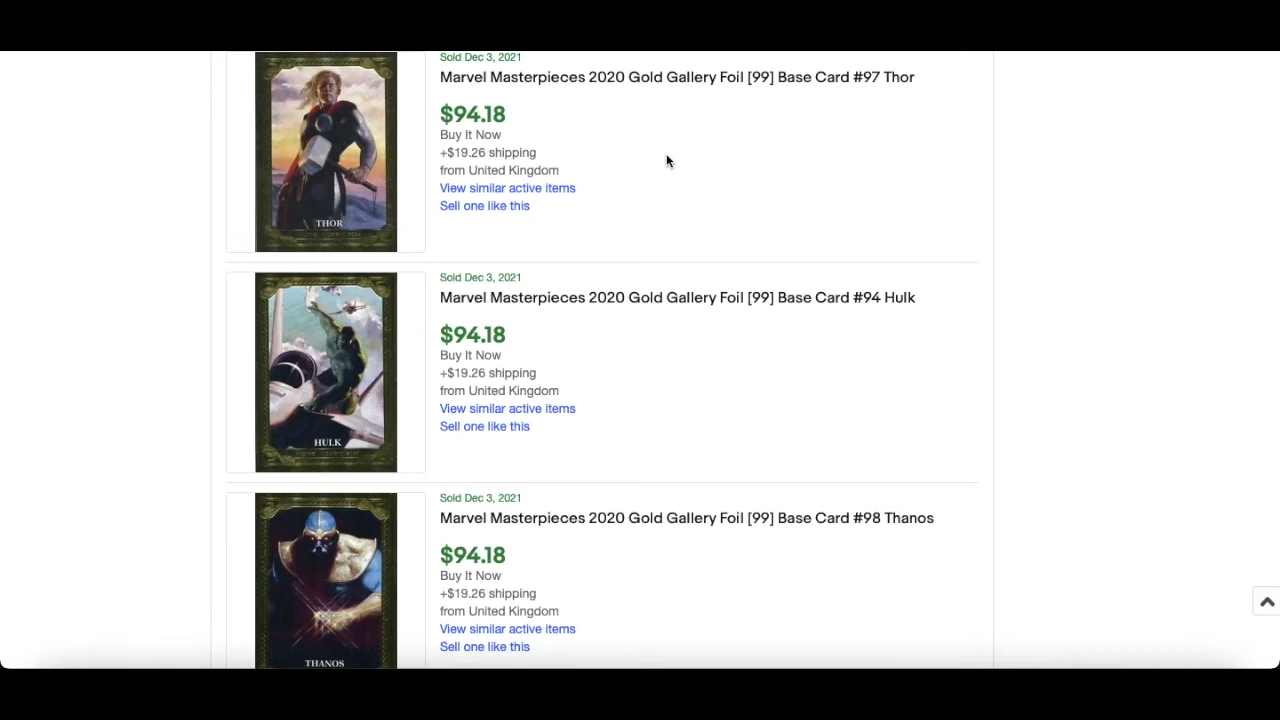 Sold Dec 3, 2021
Marvel Masterpieces 2020 Gold Gallery Foil [99] Base Card #97 Thor
$94.18
Buy It Now
+$19.26 shipping
from United Kingdom
View similar active items
Sell one like this
THOR
Sold Dec 3, 2021
Marvel Masterpieces 2020 Gold Gallery Foil [99] Base Card #94 Hulk
$94.18
Buy It Now
+$19.26 shipping
from United Kingdom
View similar active items
Sell one like this
HULK
Sold Dec 3, 2021
Marvel Masterpieces 2020 Gold Gallery Foil [99] Base Card #98 Thanos
$94.18
Buy It Now
+$19.26 shipping
from United Kingdom
View similar active items
Sell one like this
THANOS